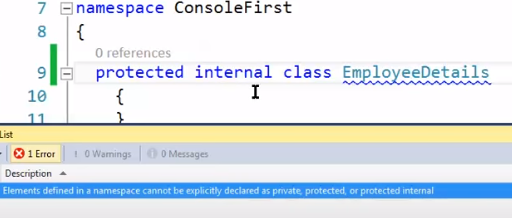 7 namespace ConsoleFirst
8 {
0 references
9 protected internal class EmployeeDetails
10 {
11 }
List
1 Error 0 Warnings 0 Messages
Description
Elements defined in a namespace cannot be explicitly declared as private, protected, or protected internal